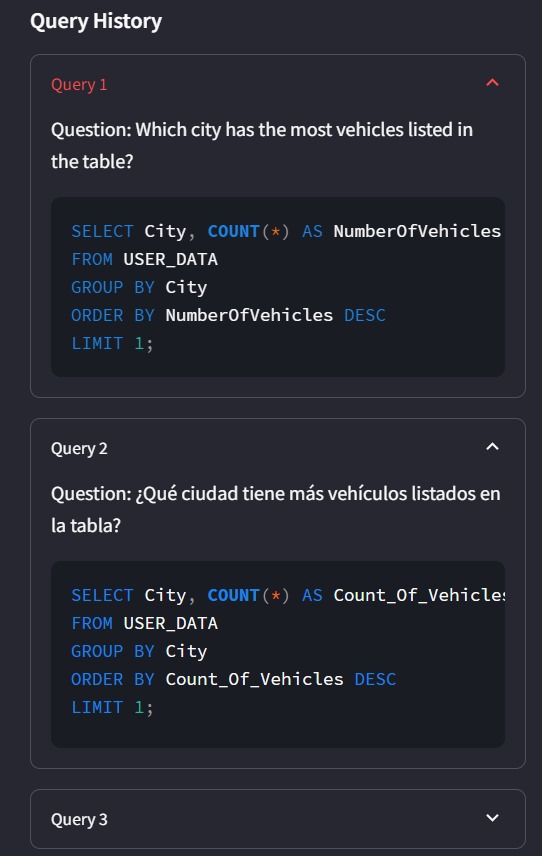 Query History
Query 1
Question: Which city has the most vehicles listed in
the table?
SELECT City, COUNT(*) AS NumberOfVehicles
FROM USER_DATA
GROUP BY City
ORDER BY NumberOfVehicles DESC
LIMIT 1;
Query 2
Question: ¿Qué ciudad tiene más vehículos listados en
la tabla?
SELECT City, COUNT(*) AS Count_Of_Vehicles
FROM USER_DATA
GROUP BY City
ORDER BY Count_Of_Vehicles DESC
LIMIT 1;
Query 3